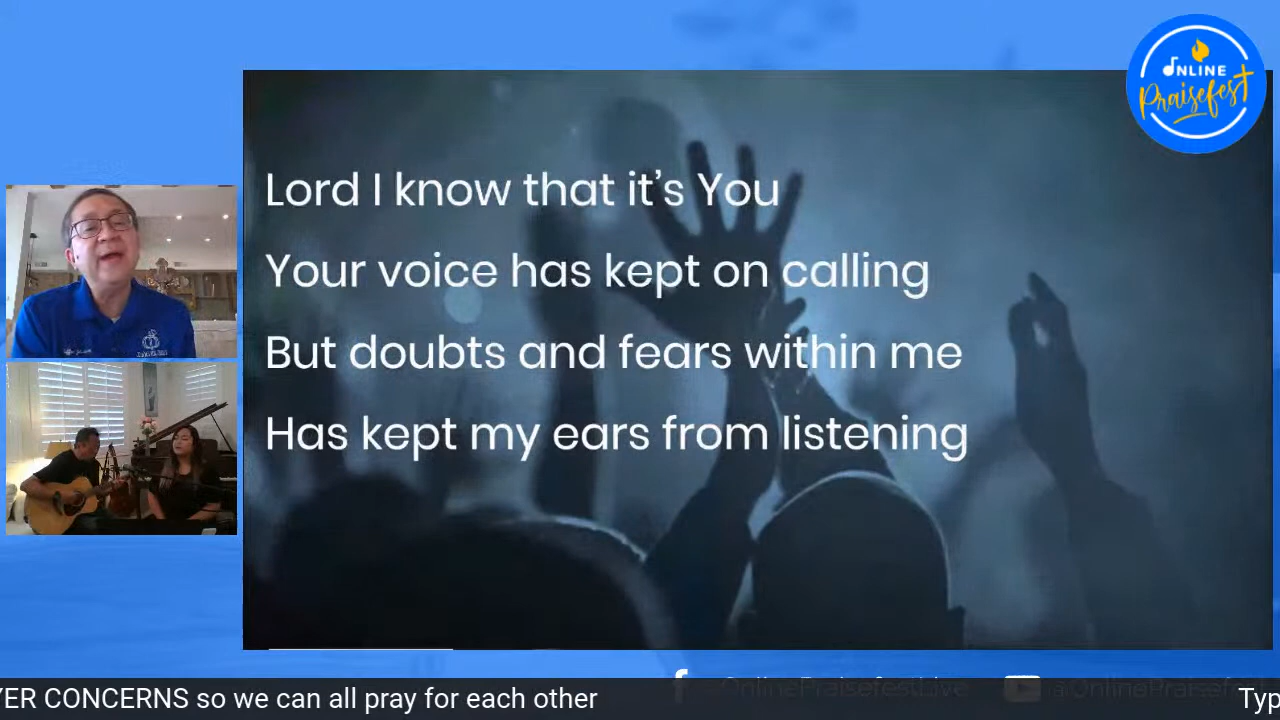 ONLINE
Praisefest
Lord I know that it's You
Your voice has kept on calling
But doubts and fears within me
Has kept my ears from listening
OnlinePraisefestLive
YER CONCERNS so we can all pray for each other
Typ